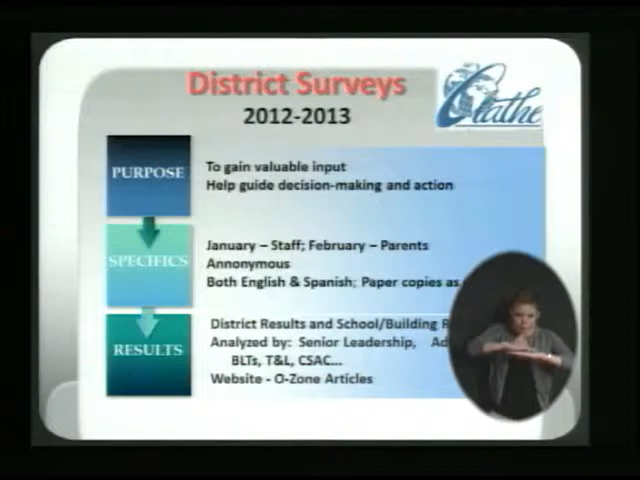 District Surveys
2012-2013
Olathe
PURPOSE
To gain valuable input
Help guide decision-making and action
SPECIFICS
January – Staff; February – Parents
Annonymous
Both English & Spanish; Paper copies as
RESULTS
District Results and School/Building
Analyzed by: Senior Leadership,
BLTs, T&L, CSAC...
Website - O-Zone Articles